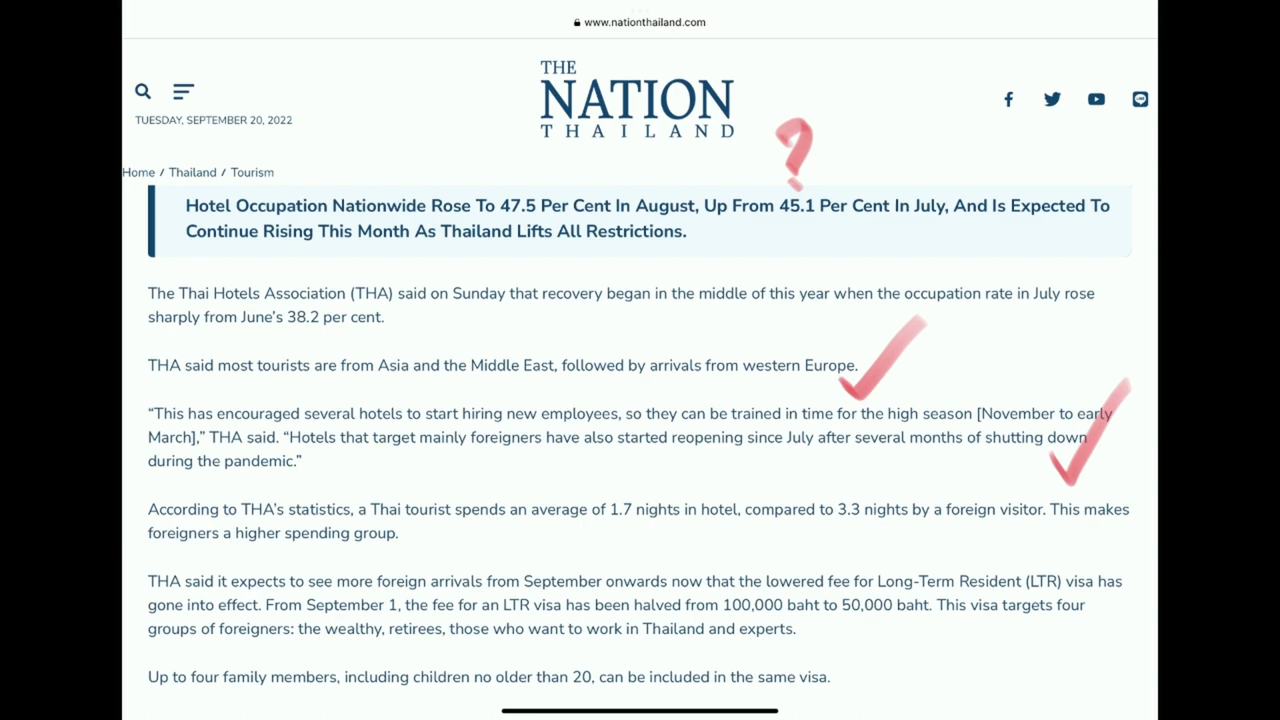 www.nationthailand.com
THE
NATION
THAILAND
TUESDAY, SEPTEMBER 20, 2022
?
Home / Thailand / Tourism
Hotel Occupation Nationwide Rose To 47.5 Per Cent In August, Up From 45.1 Per Cent In July, And Is Expected To
Continue Rising This Month As Thailand Lifts All Restrictions.
The Thai Hotels Association (THA) said on Sunday that recovery began in the middle of this year when the occupation rate in July rose
sharply from June’s 38.2 per cent.
THA said most tourists are from Asia and the Middle East, followed by arrivals from western Europe.
“This has encouraged several hotels to start hiring new employees, so they can be trained in time for the high season [November to early
March],” THA said. “Hotels that target mainly foreigners have also started reopening since July after several months of shutting down
during the pandemic.”
According to THA’s statistics, a Thai tourist spends an average of 1.7 nights in hotel, compared to 3.3 nights by a foreign visitor. This makes
foreigners a higher spending group.
THA said it expects to see more foreign arrivals from September onwards now that the lowered fee for Long-Term Resident (LTR) visa has
gone into effect. From September 1, the fee for an LTR visa has been halved from 100,000 baht to 50,000 baht. This visa targets four
groups of foreigners: the wealthy, retirees, those who want to work in Thailand and experts.
Up to four family members, including children no older than 20, can be included in the same visa.